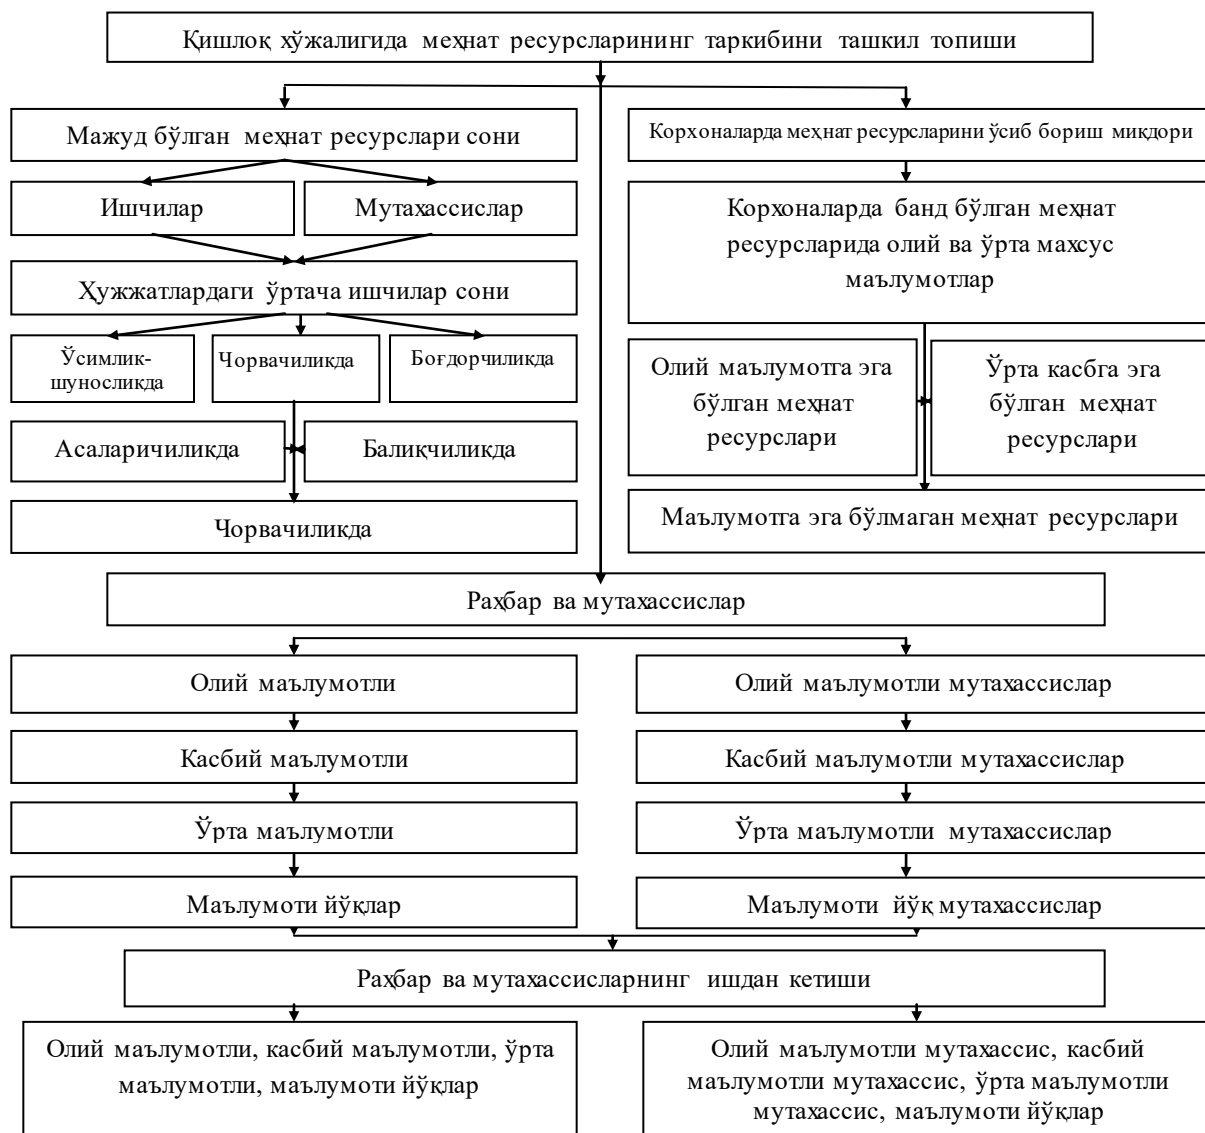 Қишлоқ хўжалигида меҳнат ресурсларининг таркибини ташкил топиши
Мажуд бўлган меҳнат ресурслари сони
Корхоналарда меҳнат ресурсларини ўсиб бориш миқдори
Ишчилар
Мутахассислар
Корхоналарда банд бўлган меҳнат
ресурсларида олий ва ўрта махсус
маълумотлар
Ҳужжатлардаги ўртача ишчилар сони
Ўсимлик-
шуносликда
Чорвачиликда
Боғдорчиликда
Олий маълумотга эга
бўлган меҳнат
ресурслари
Ўрта касбга эга
бўлган меҳнат
ресурслари
Асаларичиликда
Балиқчиликда
Чорвачиликда
Маълумотга эга бўлмаган меҳнат ресурслари
Раҳбар ва мутахассислар
Олий маълумотли
Олий маълумотли мутахассислар
Касбий маълумотли
Касбий маълумотли мутахассислар
Ўрта маълумотли
Ўрта маълумотли мутахассислар
Маълумоти йўқлар
Маълумоти йўқ мутахассислар
Раҳбар ва мутахассисларнинг ишдан кетиши
Олий маълумотли, касбий маълумотли, ўрта
маълумотли, маълумоти йўқлар
Олий маълумотли мутахассис, касбий
маълумотли мутахассис, ўрта маълумотли
мутахассис, маълумоти йўқлар